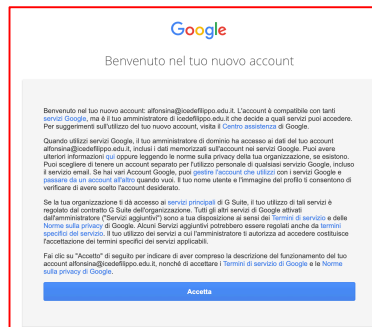 Google
Benvenuto nel tuo nuovo account
Benvenuto nel tuo nuovo account: alfonsina@icedefilippo.edu.it. L'account è compatibile con tanti
servizi Google, ma è il tuo amministratore di icedefilippo.edu.it che decide a quali servizi puoi accedere.
Per suggerimenti sull'utilizzo del tuo nuovo account, visita il Centro assistenza di Google.
Quando utilizzi servizi Google, il tuo amministratore di dominio ha accesso ai dati del tuo account
alfonsina@icedefilippo.edu.it, inclusi i dati memorizzati sull'account nei servizi Google. Puoi avere
ulteriori informazioni qui oppure leggendo le norme sulla privacy della tua organizzazione, se esistono.
Puoi scegliere di tenere un account separato per l'utilizzo personale di qualsiasi servizio Google, incluso
il servizio email. Se hai vari Account Google, puoi gestire l'account che utilizzi con i servizi Google e
passare da un account all'altro quando vuoi. Il tuo nome utente e l'immagine del profilo ti consentono di
verificare di avere scelto l'account desiderato.
Se la tua organizzazione ti dà accesso ai servizi principali di G Suite, il tuo utilizzo di tali servizi è
regolato dal contratto G Suite dell'organizzazione. Tutti gli altri servizi Google attivati
dall'amministratore ("Servizi aggiuntivi") sono a tua disposizione ai sensi dei Termini di servizio e delle
Norme sulla privacy di Google. Alcuni Servizi aggiuntivi potrebbero essere regolati anche da termini
specifici del servizio. Il tuo utilizzo dei servizi a cui l'amministratore ti autorizza ad accedere costituisce
l'accettazione dei termini specifici dei servizi applicabili.
Fai clic su "Accetto" di seguito per indicare di aver compreso la descrizione del funzionamento del tuo
account alfonsina@icedefilippo.edu.it, nonché di accettare i Termini di servizio di Google e le Norme
sulla privacy di Google.
Accetta